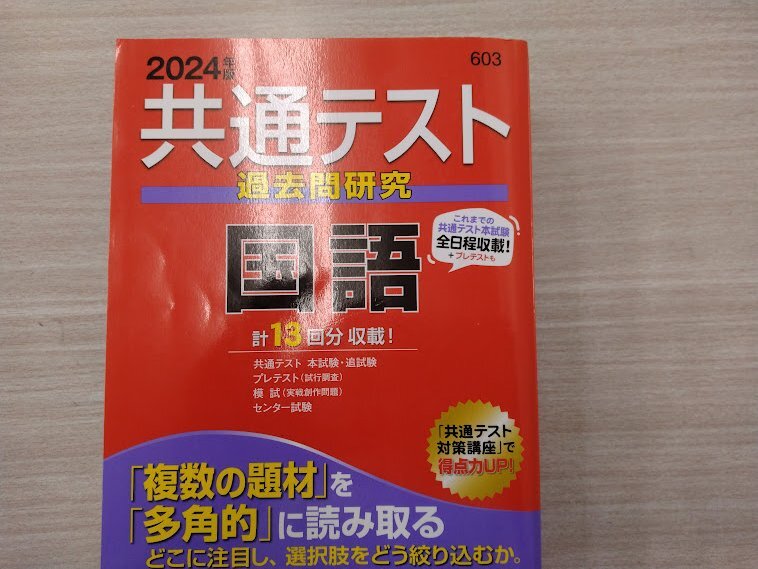 603
2024年版
共通テスト
過去問研究
国語
これまでの
共通テスト本試験
全日程収載!
+プレテストも
計13回分 収載!
共通テスト 本試験・追試験
プレテスト(試行調査)
模試(実戦創作問題)
センター試験
「共通テスト
対策講座」で
得点力UP!
「複数の題材」を
「多角的」に読み取る
どこに注目し、選択肢をどう絞り込むか。